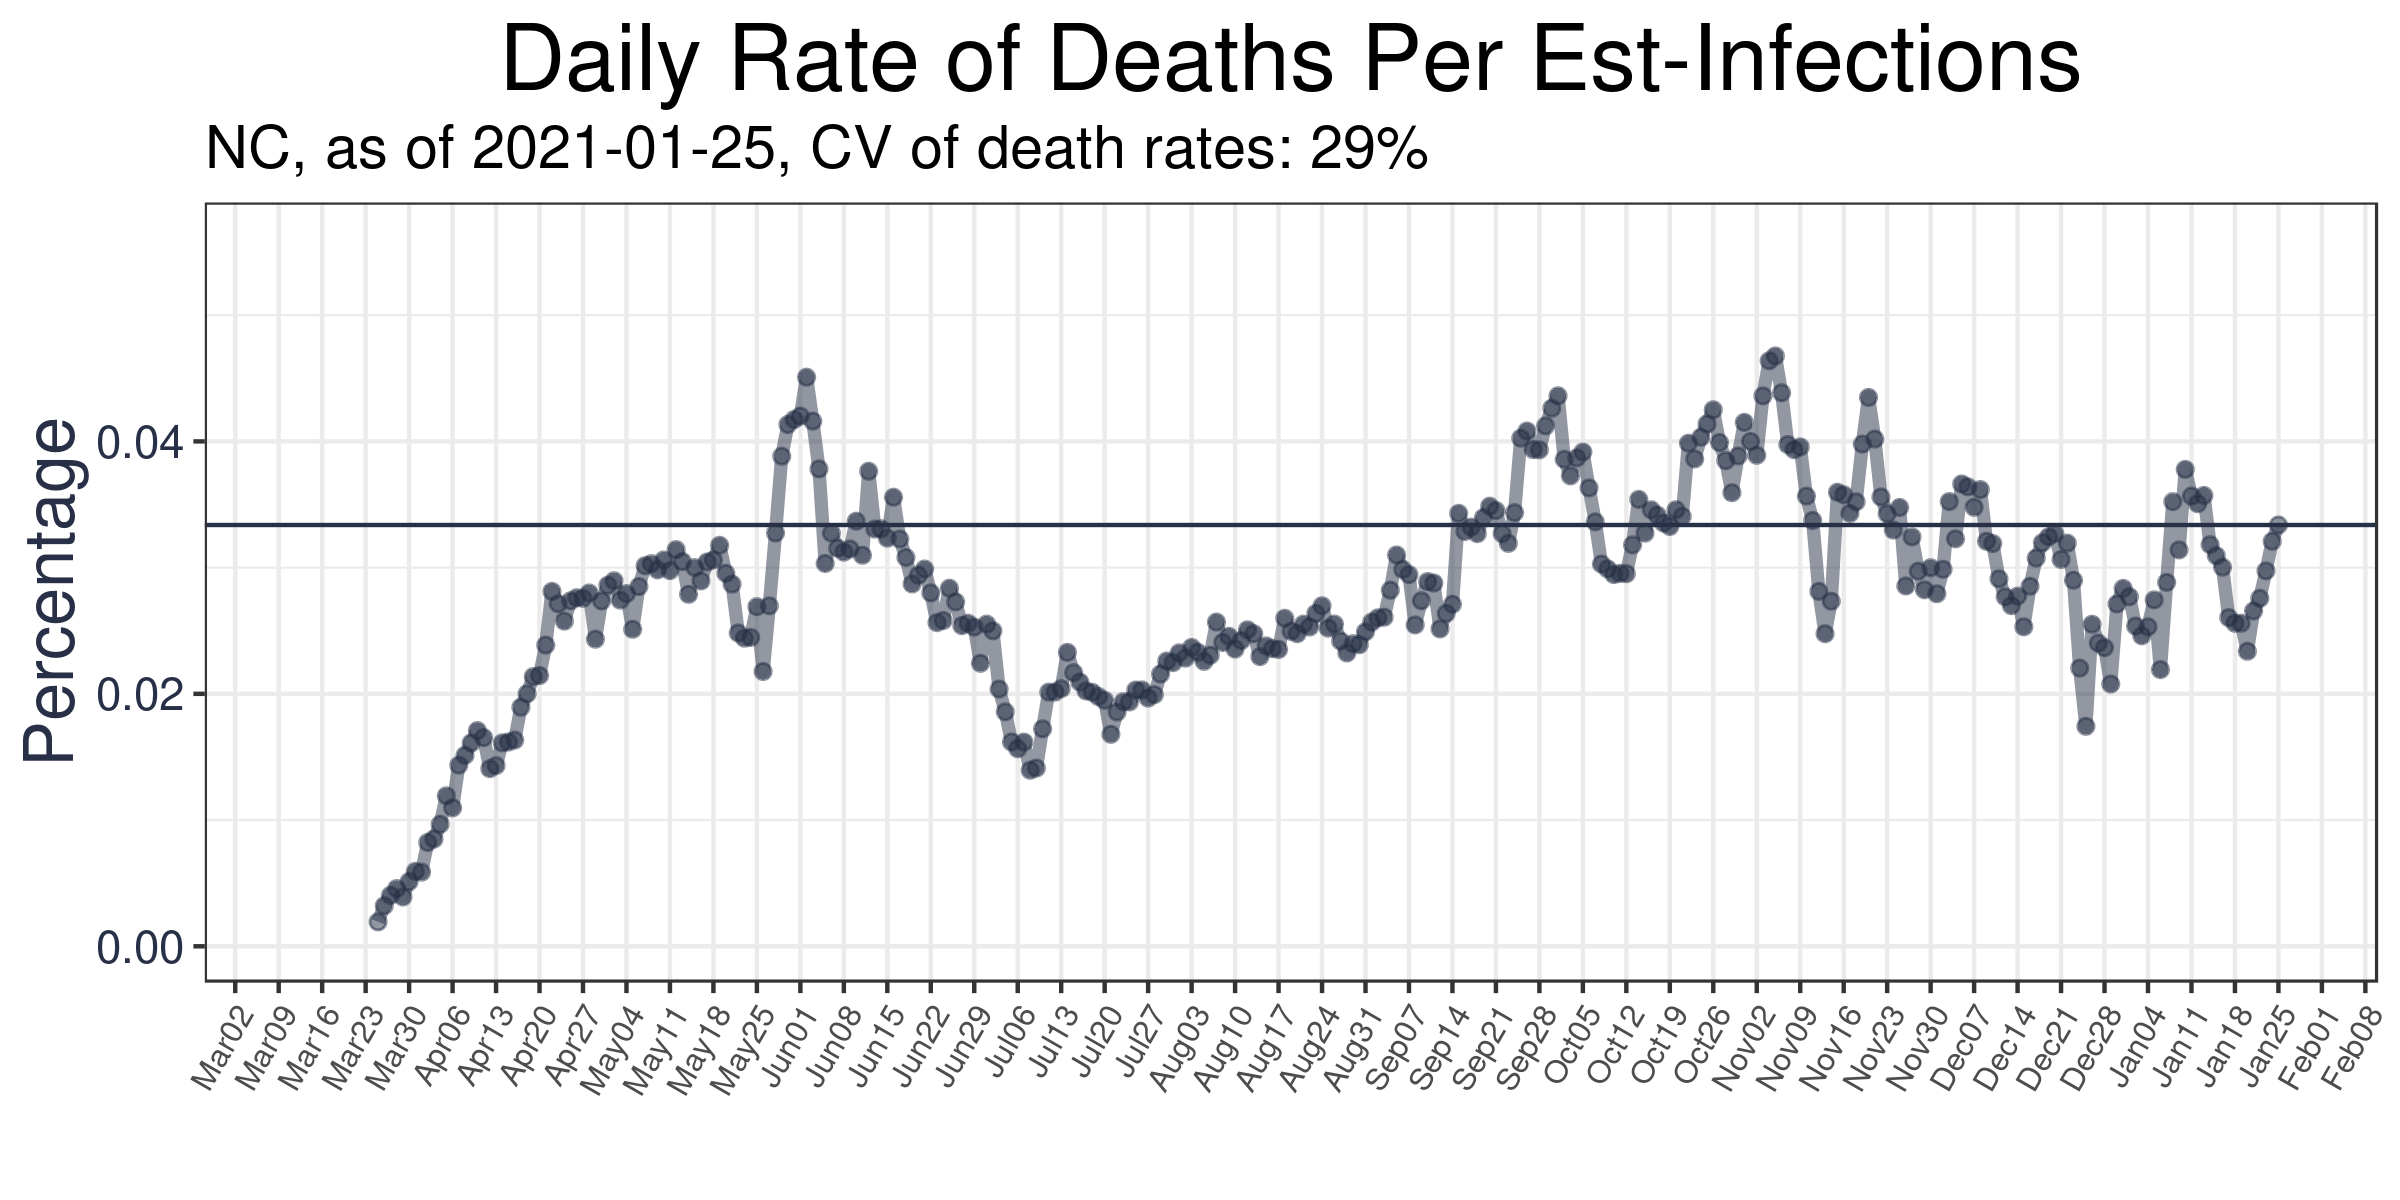 Daily Rate of Deaths Per Est-Infections
NC, as of 2021-01-25, CV of death rates: 29%
Percentage
0.04
0.02
0.00
Mar02
Mar09
Mar16
Mar23
Mar30
Apr06
Apr13
Apr20
Apr27
May04
May11
May18
May25
Jun01
Jun08
Jun15
Jun22
Jun29
Jul06
Jul13
Jul20
Jul27
Aug03
Aug10
Aug17
Aug24
Aug31
Sep07
Sep14
Sep21
Sep28
Oct05
Oct12
Oct19
Oct26
Nov02
Nov09
Nov16
Nov23
Nov30
Dec07
Dec14
Dec21
Dec28
Jan04
Jan11
Jan18
Jan25
Feb01
Feb08